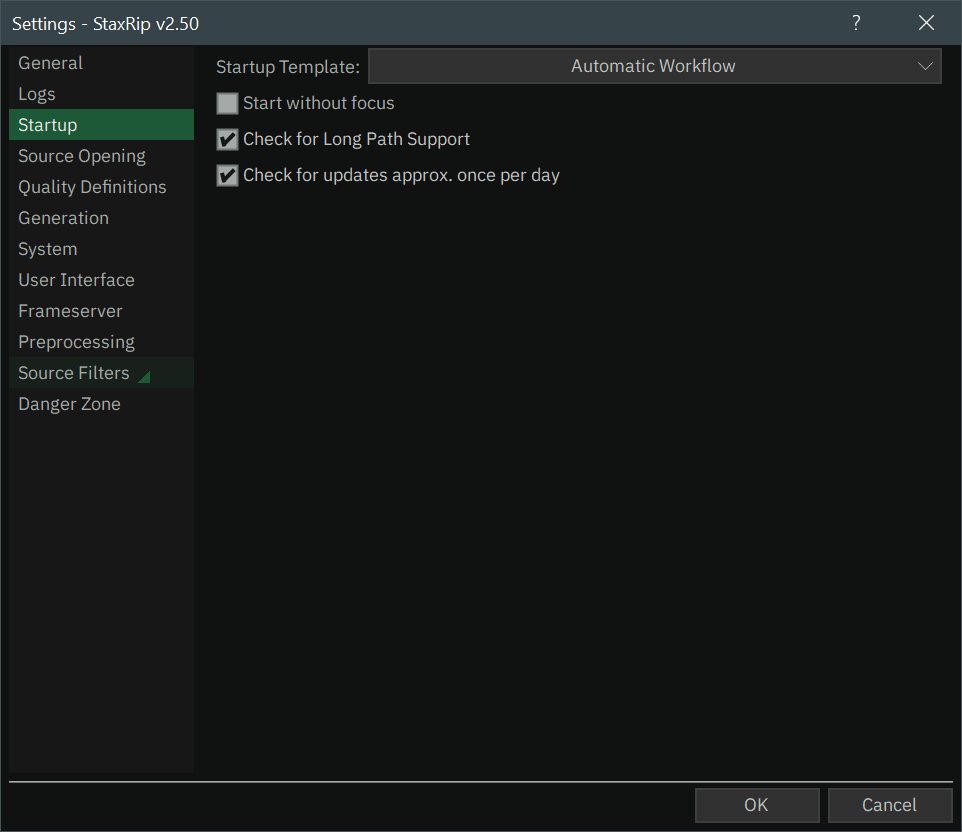 Settings - StaxRip v2.50
?
General
Logs
Startup
Source Opening
Quality Definitions
Generation
System
User Interface
Frameserver
Preprocessing
Source Filters
Danger Zone
Startup Template: Automatic Workflow
Start without focus
Check for Long Path Support
Check for updates approx. once per day
OK Cancel